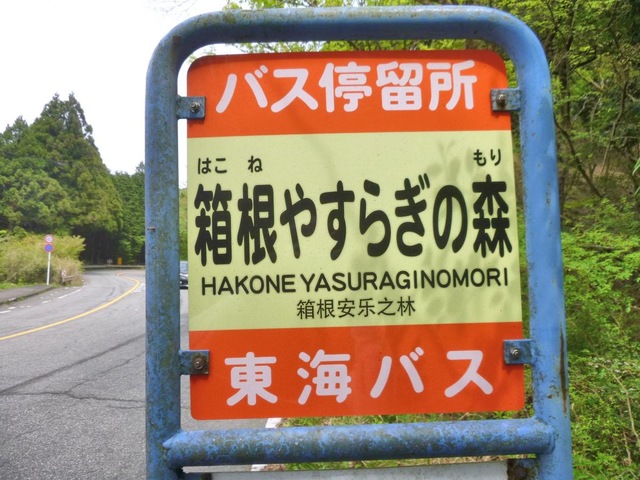 バス停留所
はこ ね もり
箱根やすらぎの森
HAKONE YASURAGINOMORI
箱根安乐之林
東海バス